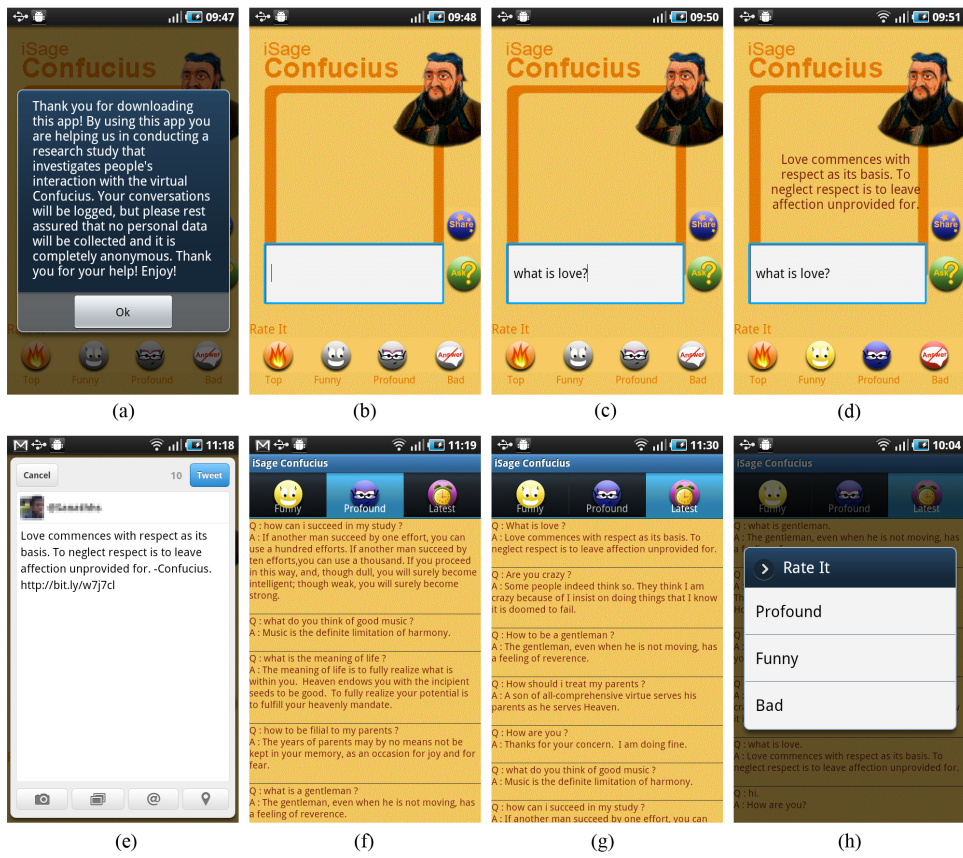 09:47
iSage
Confucius
Thank you for downloading
this app! By using this app you
are helping us in conducting a
research study that
investigates people's
interaction with the virtual
Confucius. Your conversations
will be logged, but please rest
assured that no personal data
will be collected and it is
completely anonymous. Thank
you for your help! Enjoy!
Ok
Top
Funny
Profound
Bad
(a)
09:48
iSage
Confucius
Share
Ask?
Rate It
Answer
Top
Funny
Profound
Bad
(b)
09:50
iSage
Confucius
Share
what is love?
Ask?
Rate It
Answer
Top
Funny
Profound
Bad
(c)
09:51
iSage
Confucius
Love commences with
respect as its basis. To
neglect respect is to leave
affection unprovided for.
Share
what is love?
Ask?
Rate It
Answer
Top
Funny
Profound
Bad
(d)
11:18
Cancel
10
Tweet
Love commences with respect as its
basis. To neglect respect is to leave
affection unprovided for. -Confucius.
http://bit.ly/w7j7cl
(e)
11:19
iSage Confucius
Funny
Profound
Latest
Q : how can i succeed in my study ?
A : If another man succeed by one effort, you can
use a hundred efforts. If another man succeed by
ten efforts,you can use a thousand. If you proceed
in this way, and, though dull, you will surely become
intelligent; though weak, you will surely become
strong.
Q : what do you think of good music ?
A : Music is the definite limitation of harmony.
Q : what is the meaning of life ?
A : The meaning of life is to fully realize what is
within you. Heaven endows you with the incipient
seeds to be good. To fully realize your potential is
to fulfill your heavenly mandate.
Q : how to be filial to my parents ?
A : The years of parents may by no means not be
kept in your memory, as an occasion for joy and for
fear.
Q : what is a gentleman ?
A : The gentleman, even when he is not moving, has
a feeling of reverence.
(f)
11:30
iSage Confucius
Funny
Profound
Latest
Q : What is love ?
A : Love commences with respect as its basis. To
neglect respect is to leave affection unprovided for.
Q : Are you crazy ?
A : Some people indeed think so. They think I am
crazy because of I insist on doing things that I know
it is doomed to fail.
Q : How to be a gentleman ?
A : The gentleman, even when he is not moving, has
a feeling of reverence.
Q : How should i treat my parents ?
A : A son of all-comprehensive virtue serves his
parents as he serves Heaven.
Q : How are you ?
A : Thanks for your concern. I am doing fine.
Q : what do you think of good music ?
A : Music is the definite limitation of harmony.
Q : how can i succeed in my study ?
A : If another man succeed by one effort, you can
(g)
10:04
iSage Confucius
Funny
Profound
Latest
Q : what is gentleman.
A : The gentleman, even when he is not moving, has
Rate It
Profound
Funny
Bad
Q : what is love.
A : Love commences with respect as its basis. To
neglect respect is to leave affection unprovided for.
Q : hi.
A : How are you?
(h)